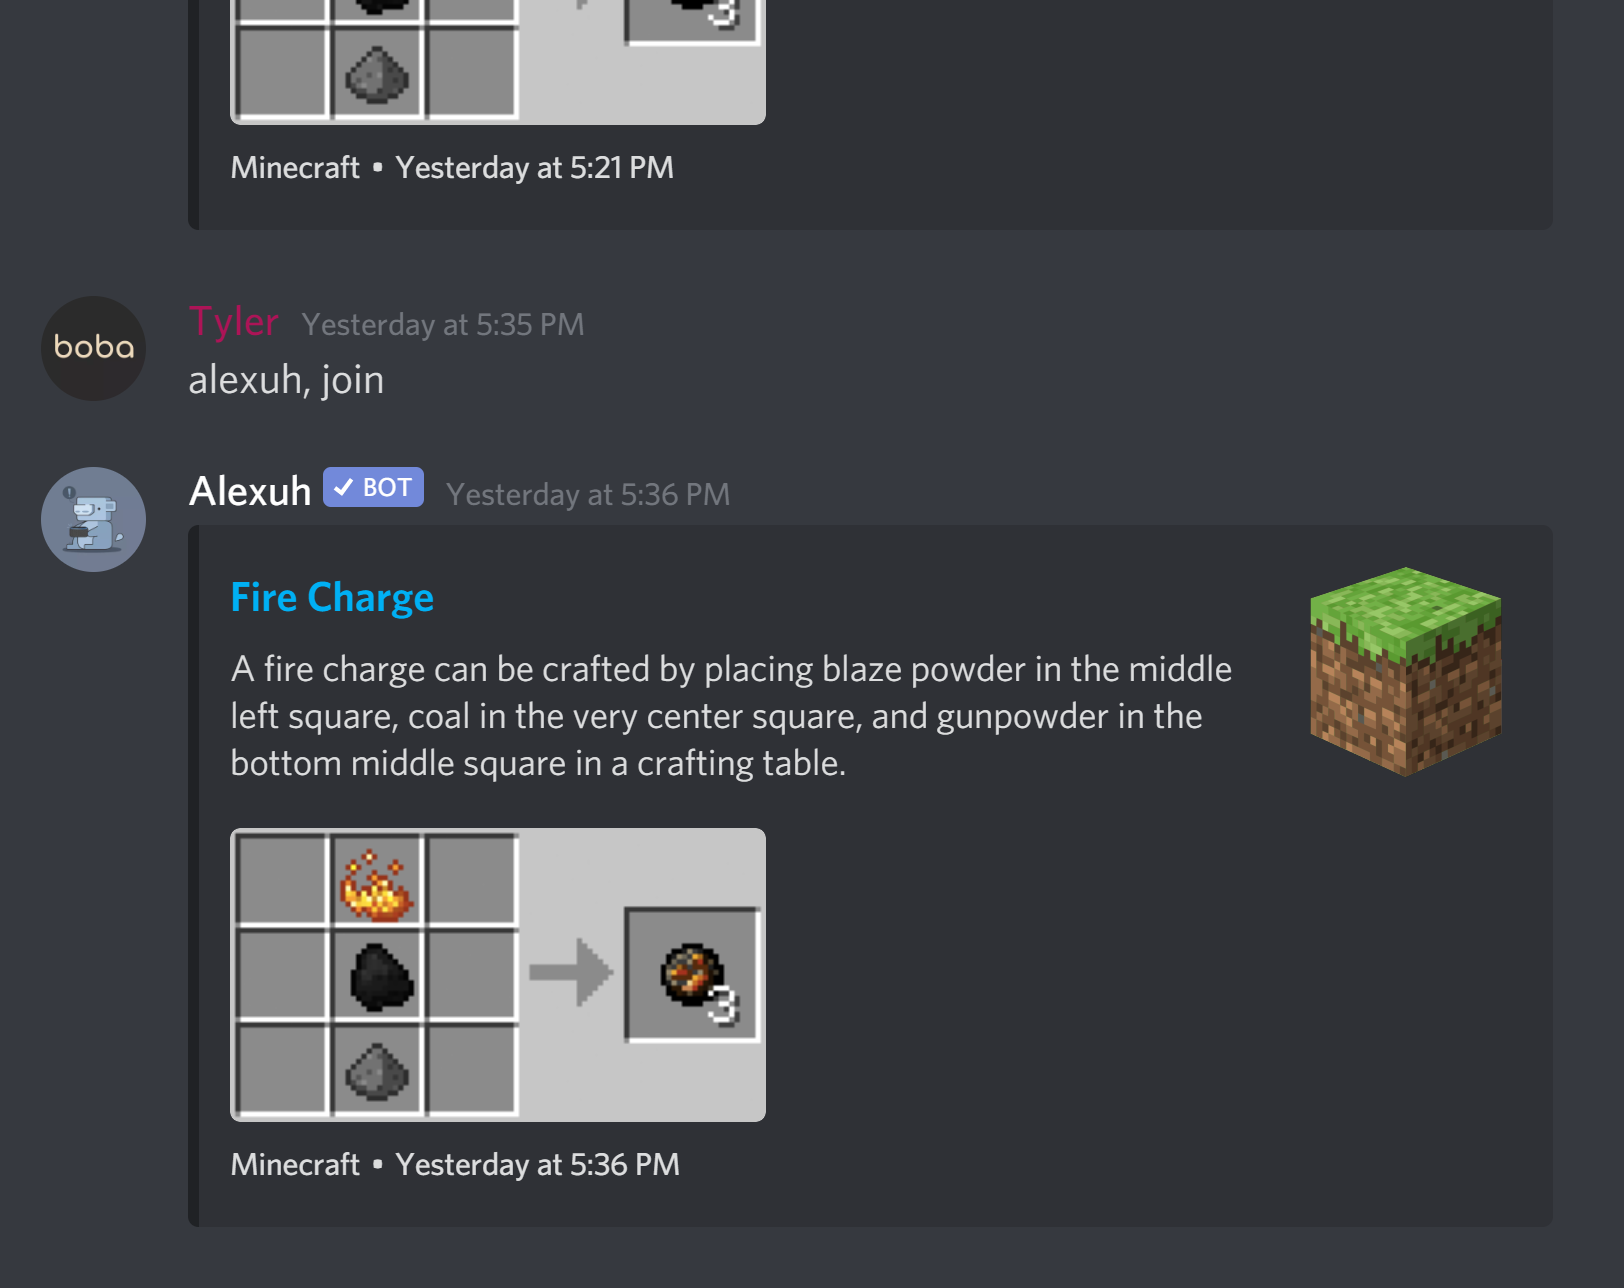 3
Minecraft • Yesterday at 5:21 PM
boba
Tyler Yesterday at 5:35 PM
alexuh, join
Alexuh ✓ BOT Yesterday at 5:36 PM
Fire Charge
A fire charge can be crafted by placing blaze powder in the middle
left square, coal in the very center square, and gunpowder in the
bottom middle square in a crafting table.
3
Minecraft • Yesterday at 5:36 PM